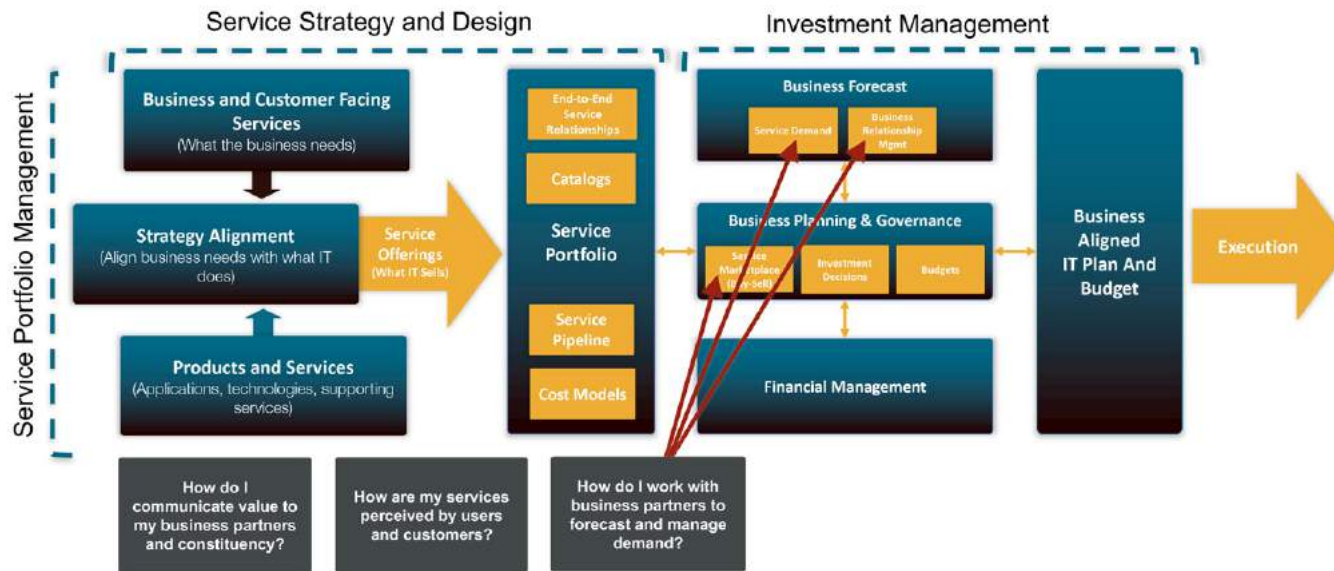 Service Strategy and Design
Investment Management
Service Portfolio Management
Business and Customer Facing
Services
(What the business needs)
Strategy Alignment
(Align business needs with what IT
does)
Products and Services
(Applications, technologies, supporting
services)
Service
Offerings
(What IT Sells)
End-to-End
Service
Relationships
Catalogs
Service
Portfolio
Service
Pipeline
Cost Models
Business Forecast
Service Demand
Business
Relationship
Mgmt
Business Planning & Governance
Service
Marketplace
(Buy-Sell)
Investment
Decisions
Budgets
Financial Management
Business
Aligned
IT Plan And
Budget
Execution
How do I
communicate value to
my business partners
and constituency?
How are my services
perceived by users
and customers?
How do I work with
business partners to
forecast and manage
demand?